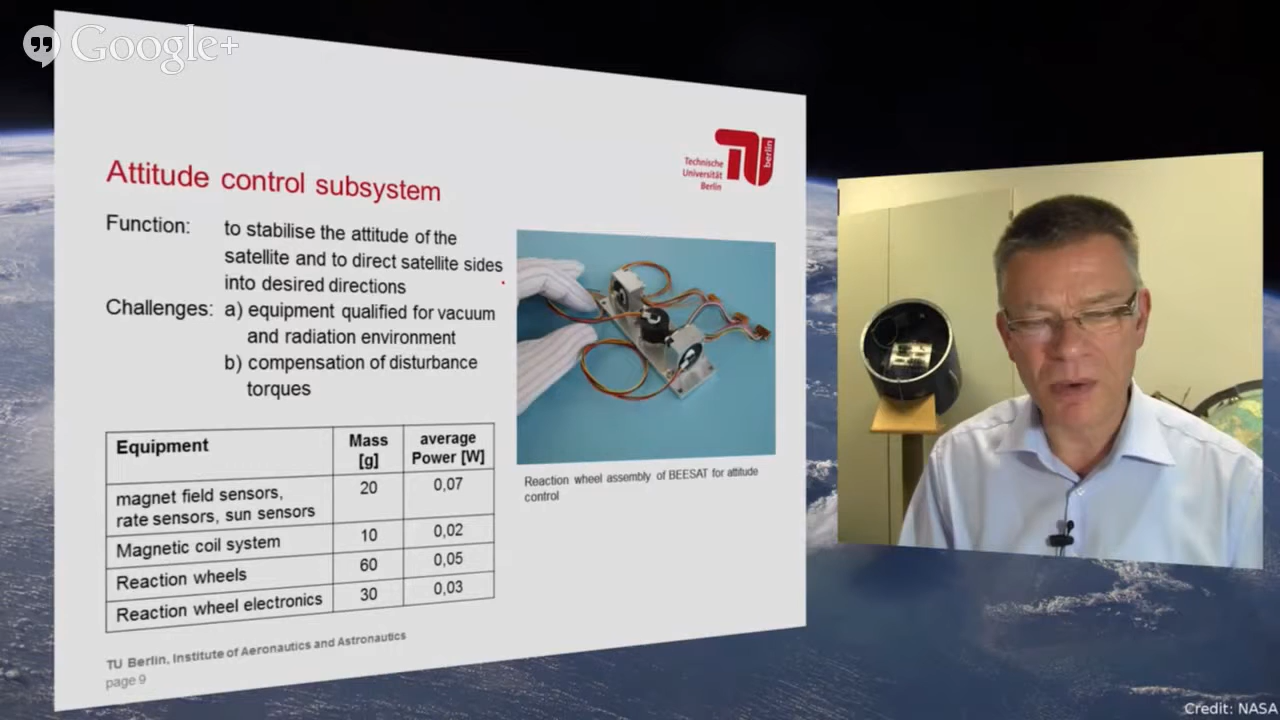 Google+
Technische
Universität
Berlin
berlin
Attitude control subsystem
Function: to stabilise the attitude of the
satellite and to direct satellite sides
into desired directions
Challenges: a) equipment qualified for vacuum
and radiation environment
b) compensation of disturbance
torques
Equipment Mass [g] average Power [W]
magnet field sensors,
rate sensors, sun sensors 20 0,07
Magnetic coil system 10 0,02
Reaction wheels 60 0,05
Reaction wheel electronics 30 0,03
Reaction wheel assembly of BEESAT for attitude
control
TU Berlin, Institute of Aeronautics and Astronautics
page 9
Credit: NASA